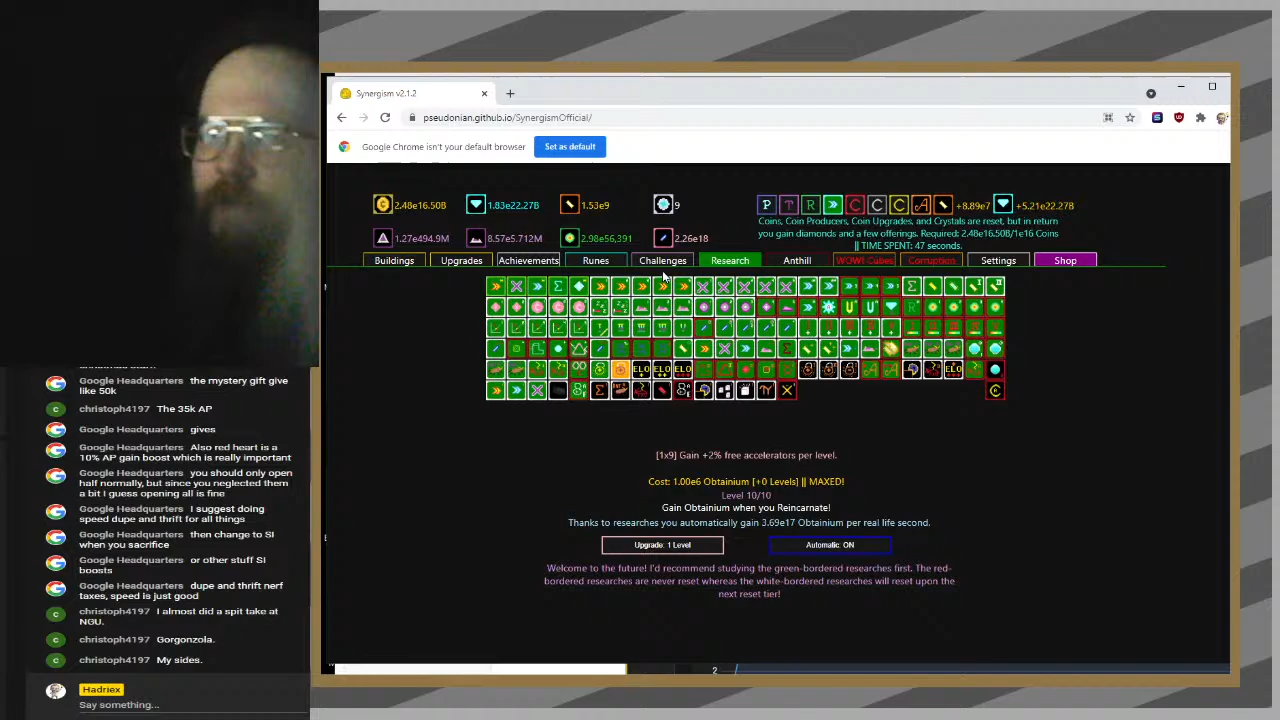 Synergism v2.1.2
pseudonian.github.io/SynergismOfficial/
Google Chrome isn't your default browser
Set as default
2.48e16.50B
1.83e22.27B
1.53e9
9
P T R
C C C A
+8.89e7
+5.21e22.27B
Coins, Coin Producers, Coin Upgrades, and Crystals are reset, but in return
you gain diamonds and a few offerings. Required: 2.48e16.50B/1e16 Coins
|| TIME SPENT: 47 seconds.
1.27e494.9M
8.57e5.712M
2.98e56,391
2.26e18
Buildings
Upgrades
Achievements
Runes
Challenges
Research
Anthill
WOW! Cubes
Corruption
Settings
Shop
[1x9] Gain +2% free accelerators per level.
Cost: 1.00e6 Obtainium [+0 Levels] || MAXED!
Level 10/10
Gain Obtainium when you Reincarnate!
Thanks to researches you automatically gain 3.69e17 Obtainium per real life second.
Upgrade: 1 Level
Automatic: ON
Welcome to the future! I'd recommend studying the green-bordered researches first. The red-
bordered researches are never reset whereas the white-bordered researches will reset upon the
next reset tier!
2
Google Headquarters the mystery gift give
like 50k
christoph4197 The 35k AP
Google Headquarters gives
Google Headquarters Also red heart is a
10% AP gain boost which is really important
Google Headquarters you should only open
half normally, but since you neglected them
a bit I guess opening all is fine
Google Headquarters I suggest doing
speed dupe and thrift for all things
Google Headquarters then change to SI
when you sacrifice
Google Headquarters or other stuff SI
boosts
Google Headquarters dupe and thrift nerf
taxes, speed is just good
christoph4197 I almost did a spit take at
NGU.
christoph4197 Gorgonzola.
christoph4197 My sides.
Hadriex
Say something...